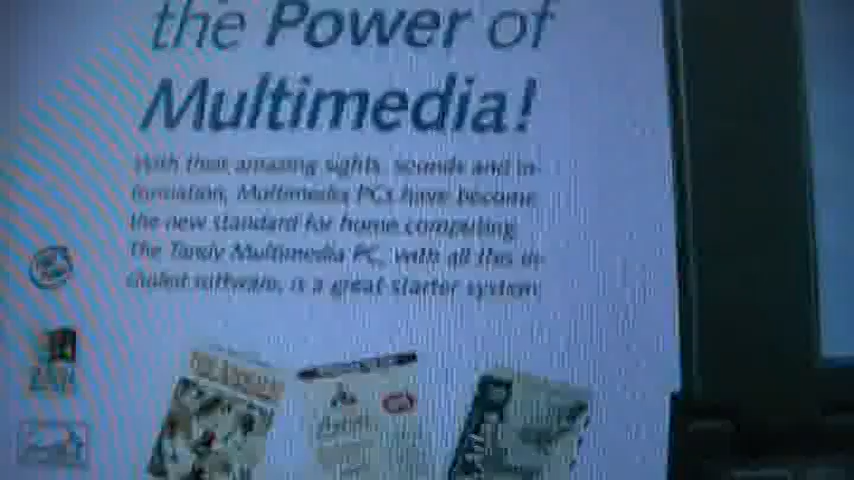 the Power of
Multimedia!
With their amazing sights, sounds and in-
formation, Multimedia PCs have become
the new standard for home computing.
The Tandy Multimedia PC, with all this in-
cluded software, is a great starter system